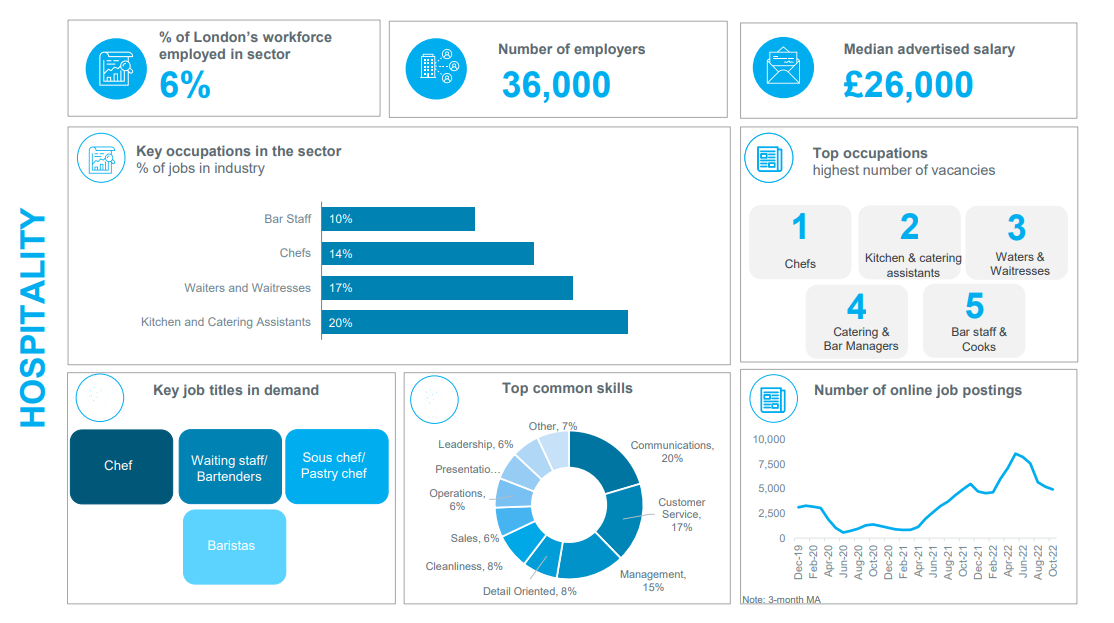 HOSPITALITY
% of London's workforce
employed in sector
6%
Number of employers
36,000
Median advertised salary
£26,000
Key occupations in the sector
% of jobs in industry
Bar Staff
10%
Chefs
14%
Waiters and Waitresses
17%
Kitchen and Catering Assistants
20%
Top occupations
highest number of vacancies
1
Chefs
2
Kitchen & catering
assistants
3
Waters &
Waitresses
4
Catering &
Bar Managers
5
Bar staff &
Cooks
Key job titles in demand
Chef
Waiting staff/
Bartenders
Sous chef/
Pastry chef
Baristas
Top common skills
Other, 7%
Leadership, 6%
Presentatio...
Operations,
6%
Sales, 6%
Cleanliness, 8%
Detail Oriented, 8%
Management,
15%
Customer
Service,
17%
Communications,
20%
Number of online job postings
10,000
7,500
5,000
2,500
0
Dec-19
Feb-20
Apr-20
Jun-20
Aug-20
Oct-20
Dec-20
Feb-21
Apr-21
Jun-21
Aug-21
Oct-21
Dec-21
Feb-22
Apr-22
Jun-22
Aug-22
Oct-22
Note: 3-month MA